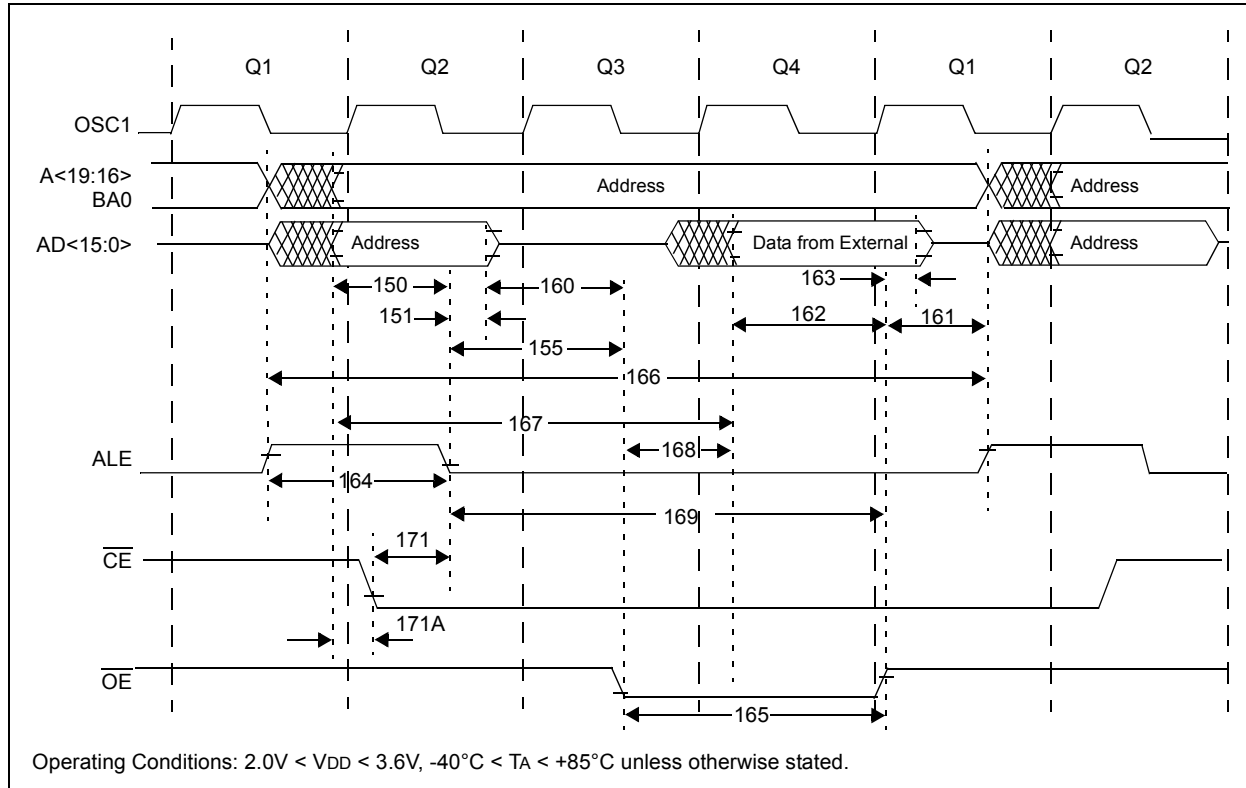 Q1 Q2 Q3 Q4 Q1 Q2
OSC1
A<19:16>
BA0
Address Address
AD<15:0>
Address Data from External Address
163
150 160
151 162 161
155
166
167
168
ALE
164
169
171
CE
171A
OE
165
Operating Conditions: 2.0V < VDD < 3.6V, -40°C < TA < +85°C unless otherwise stated.